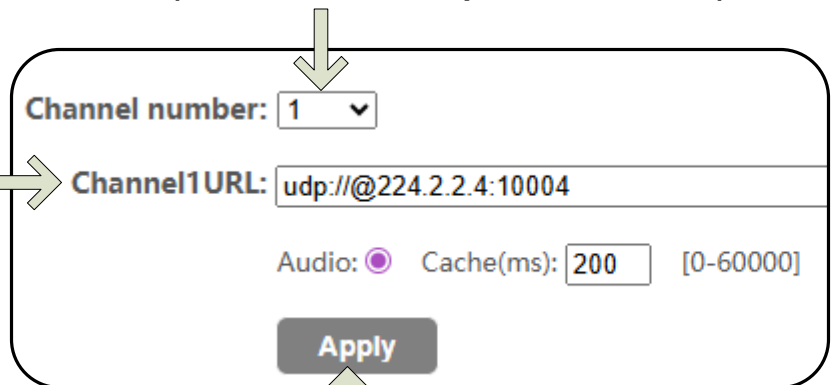 Channel number: 1
Channel1URL: udp://@224.2.2.4:10004
Audio: Cache(ms): 200 [0-60000]
Apply